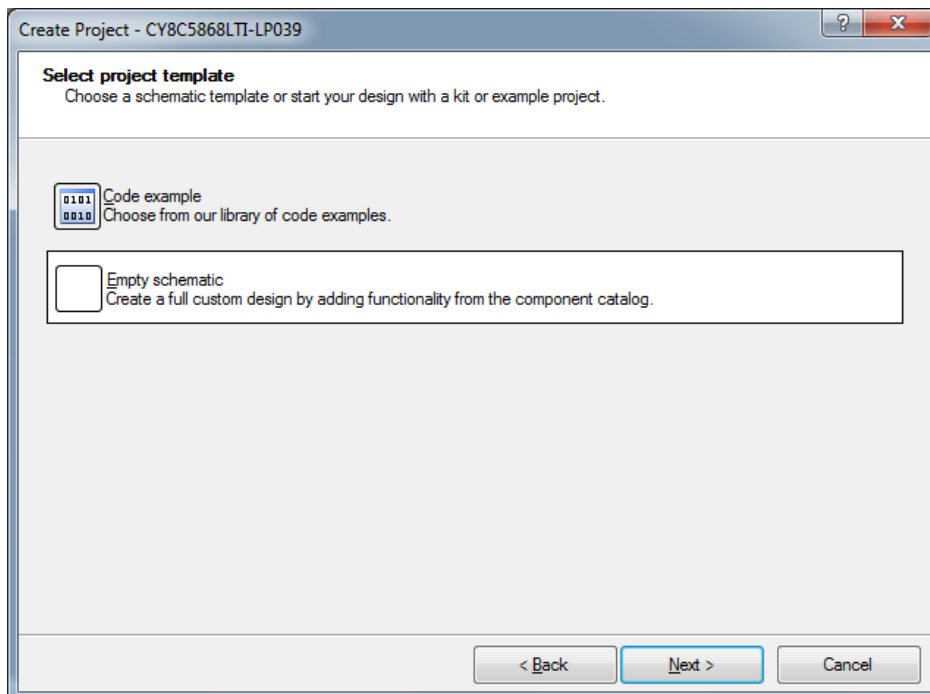 Create Project - CY8C5868LTI-LP039
Select project template
Choose a schematic template or start your design with a kit or example project.
0101
0010
Code example
Choose from our library of code examples.
Empty schematic
Create a full custom design by adding functionality from the component catalog.
< Back
Next >
Cancel